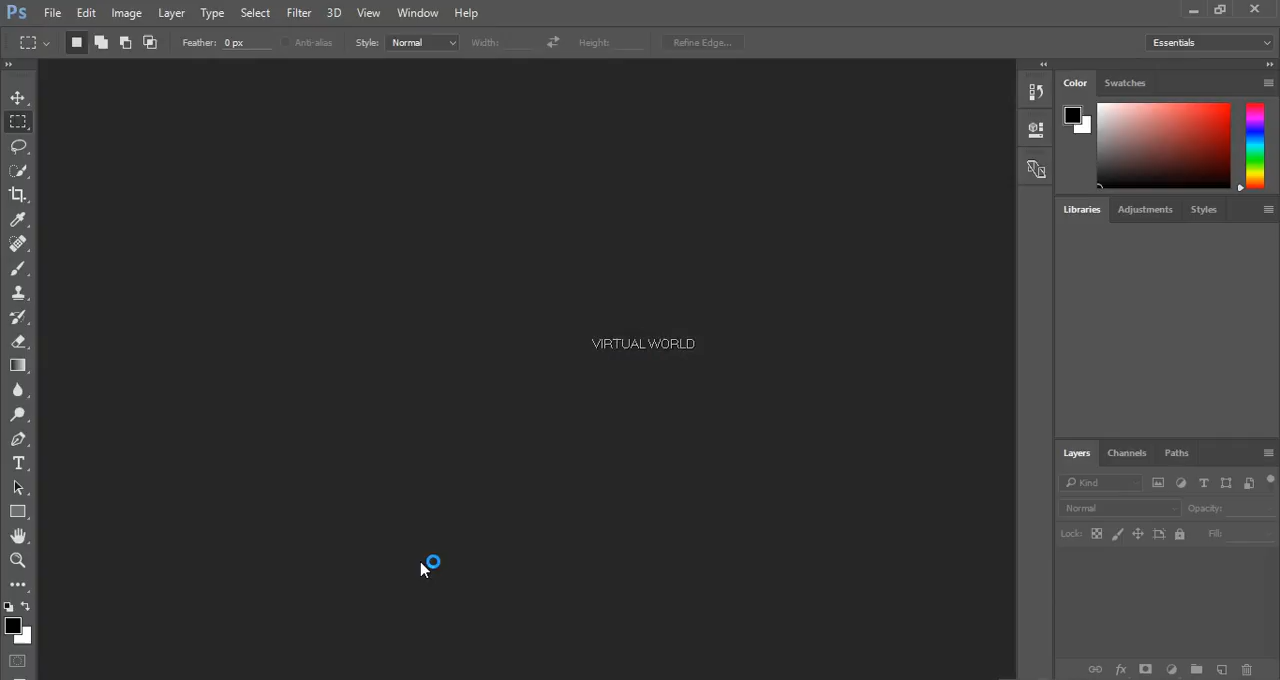 Ps File Edit Image Layer Type Select Filter 3D View Window Help
Feather: 0 px Anti-alias Style: Normal Width: Height: Refine Edge... Essentials
Color Swatches
Libraries Adjustments Styles
VIRTUAL WORLD
Layers Channels Paths
Kind
Normal Opacity:
Lock: Fill: